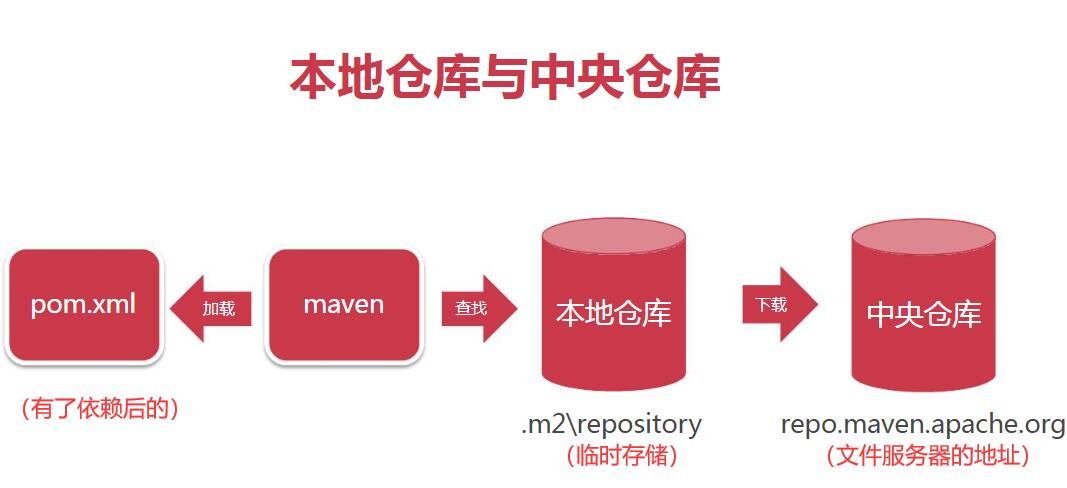 本地仓库与中央仓库
pom.xml
加载
maven
查找
本地仓库
下载
中央仓库
（有了依赖后的）
.m2\repository
（临时存储）
repo.maven.apache.org
（文件服务器的地址）